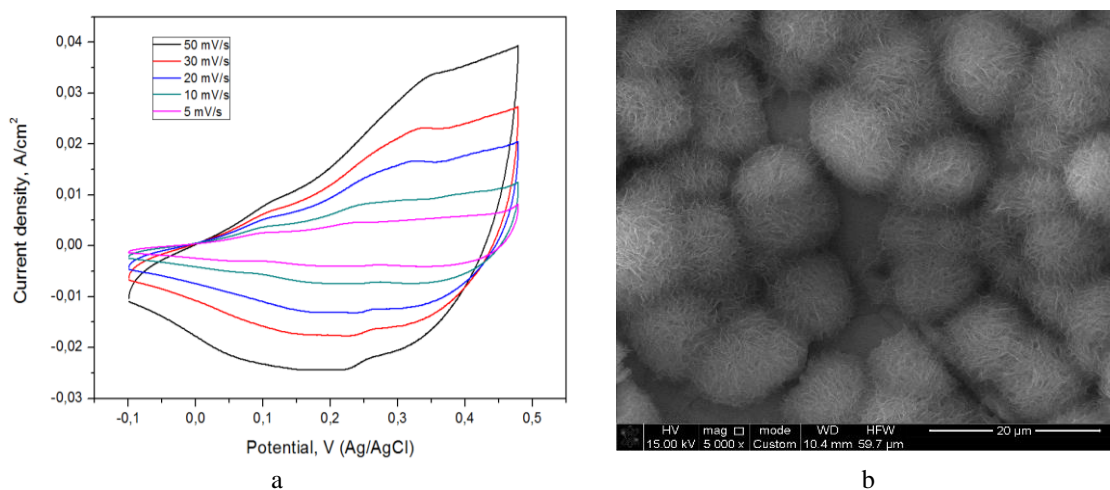 0,04
0,03
0,02
0,01
0,00
-0,01
-0,02
-0,03
Current density, A/cm²
50 mV/s
30 mV/s
20 mV/s
10 mV/s
5 mV/s
-0,1 0,0 0,1 0,2 0,3 0,4 0,5
Potential, V (Ag/AgCl)
a
HV mag mode WD HFW
15.00 kV 5 000 x Custom 10.4 mm 59.7 µm
20 µm
b